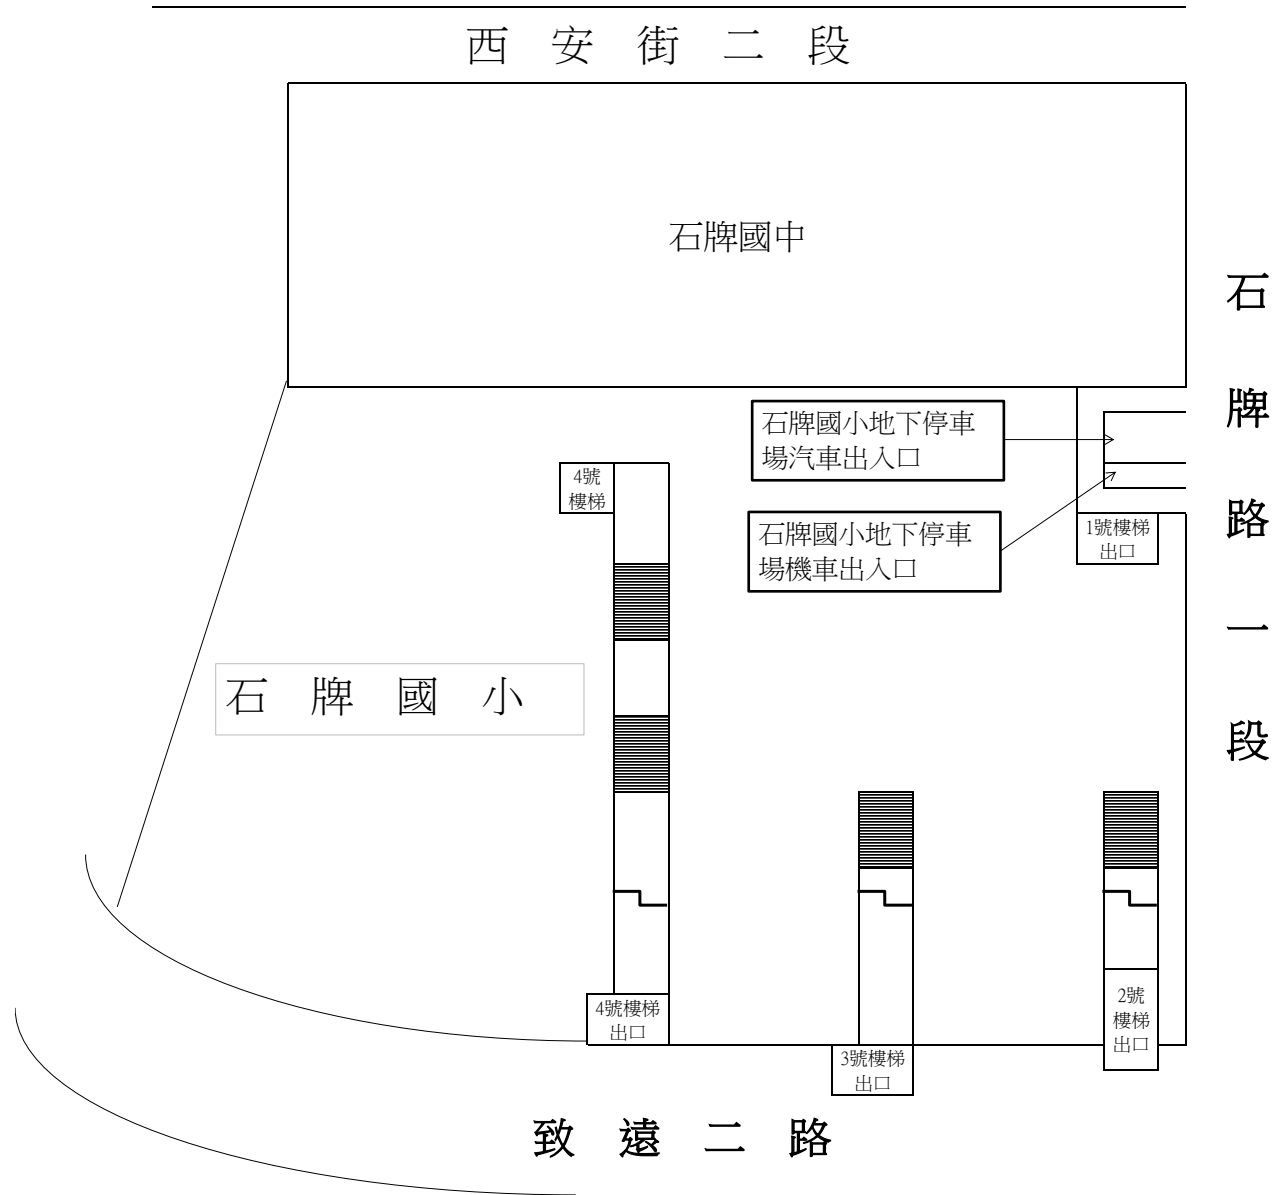 西安街二段
石牌國中
石牌路一段
石牌國小地下停車
場汽車出入口
4號
樓梯
石牌國小地下停車
場機車出入口
1號樓梯
出口
石牌國小
4號樓梯
出口
3號樓梯
出口
2號
樓梯
出口
致遠二路